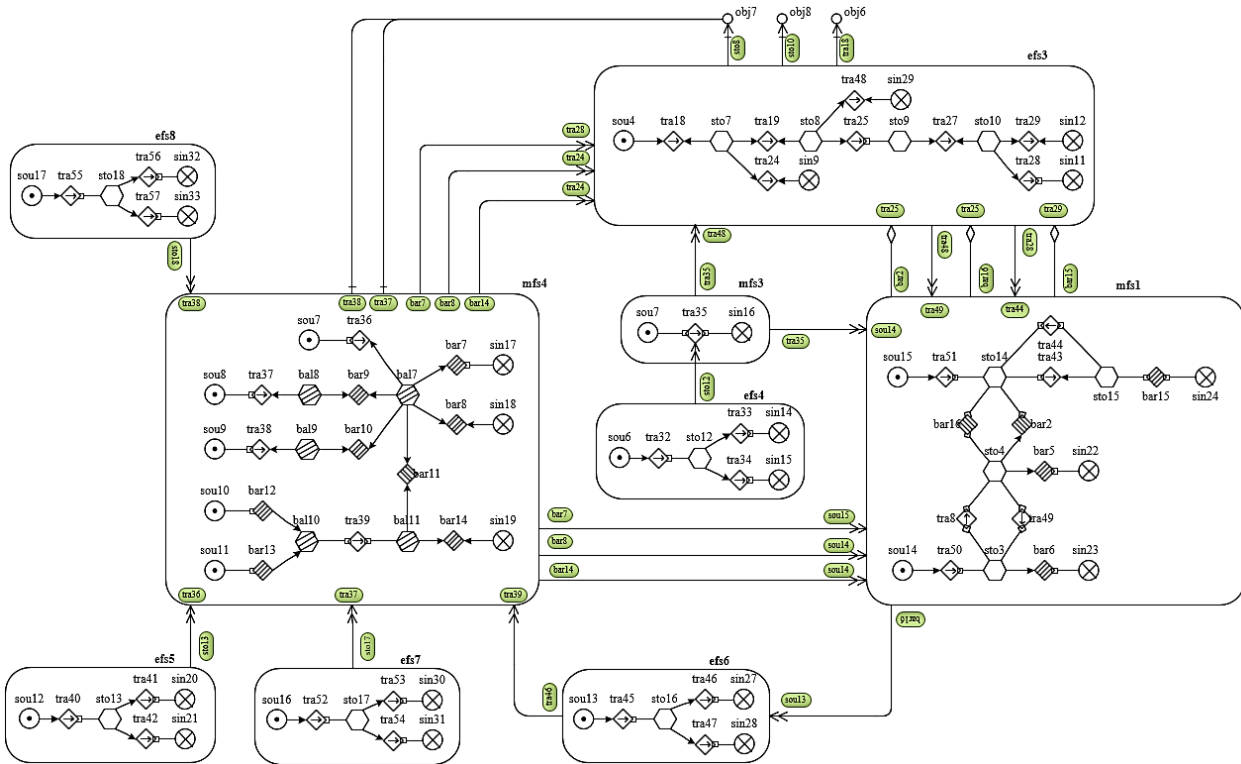 obj7 obj8 obj6
sto8 sto10 tra18
efs3
tra48 sin29
sou4 tra18 sto7 tra19 sto8 tra25 sto9 tra27 sto10 tra29 sin12
tra24 sin9 tra28 sin11
tra28
tra24
tra24
tra25 tra25 tra29
efs8
tra56 sin32
sou17 tra55 sto18
tra57 sin33
sto18
tra48
tra35
bar2 tra48 bar16 tra28 bar15
mfs4
tra38 tra38 tra37 bar7 bar8 bar14
sou7 tra36
bar7 sin17
sou8 tra37 bal8 bar9 bal7
bar8 sin18
sou9 tra38 bal9 bar10
bar11
sou10 bar12
bal10 tra39 bal11 bar14 sin19
sou11 bar13
tra36 tra37 tra39
mfs3
sou7 tra35 sin16
tra35
sto12
efs4
tra33 sin14
sou6 tra32 sto12
tra34 sin15
mfs1
tra49 tra44
sou14
tra44
sou15 tra51 sto14 tra43
sto15 bar15 sin24
bar16 bar2
sto4 bar5 sin22
tra8 tra49
sou14 tra50 sto3 bar6 sin23
bar7 sou15
bar8 sou14
bar14 sou14
bar16
sou13
efs5
sto13
tra41 sin20
sou12 tra40 sto13
tra42 sin21
efs7
sto17
tra53 sin30
sou16 tra52 sto17
tra54 sin31
efs6
tra46
tra46 sin27
sou13 tra45 sto16
tra47 sin28